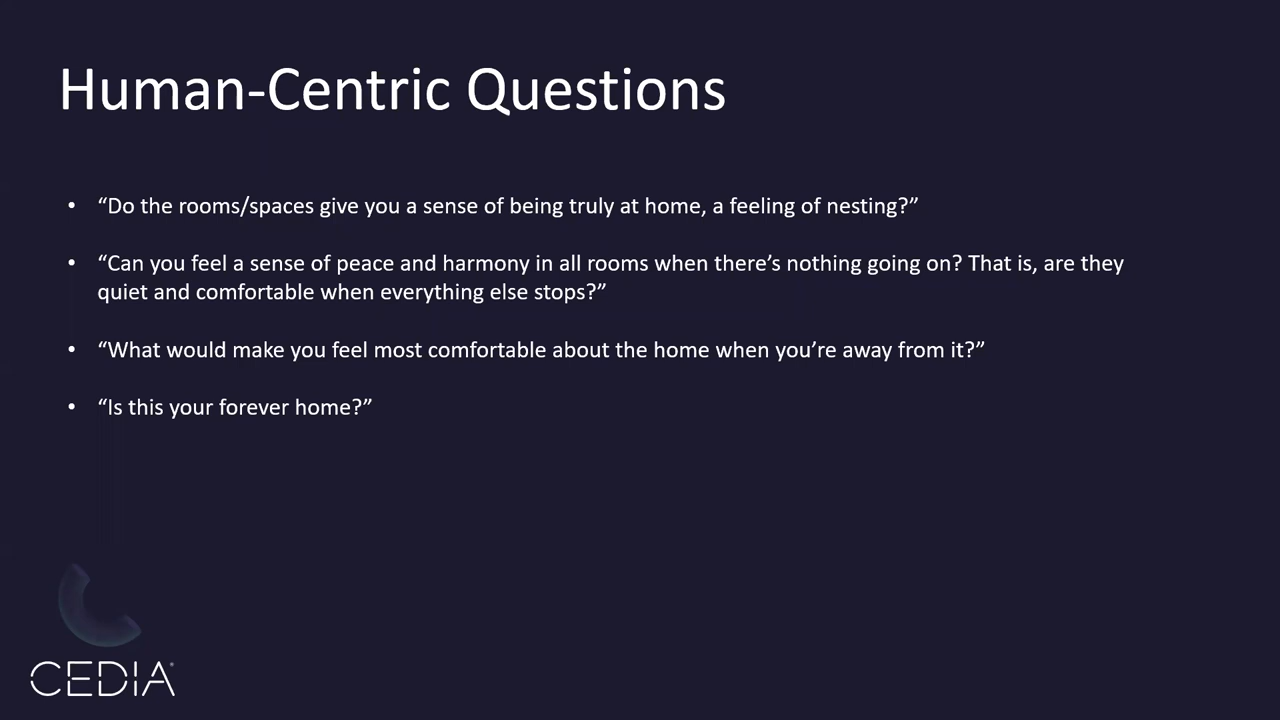 Human-Centric Questions
• “Do the rooms/spaces give you a sense of being truly at home, a feeling of nesting?”
• “Can you feel a sense of peace and harmony in all rooms when there’s nothing going on? That is, are they
quiet and comfortable when everything else stops?”
• “What would make you feel most comfortable about the home when you’re away from it?”
• “Is this your forever home?”
CEDIA®